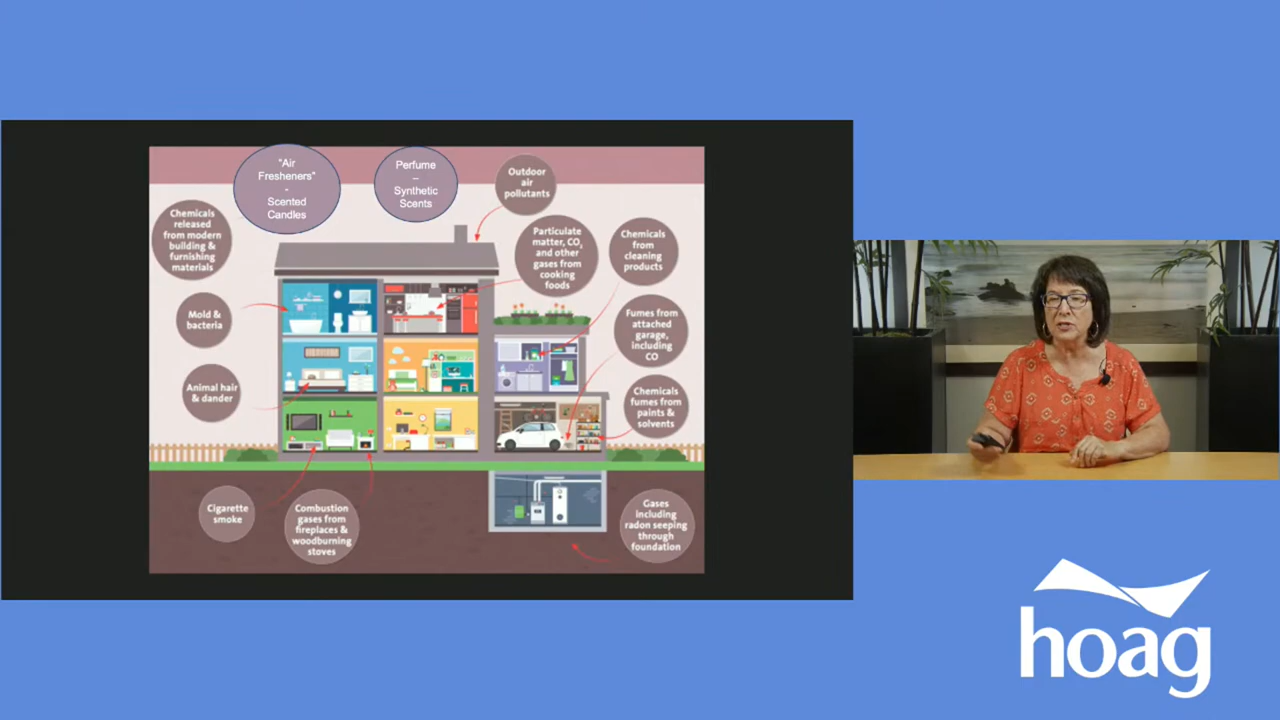 "Air
Fresheners"
-
Scented
Candles
Perfume
–
Synthetic
Scents
Outdoor
air
pollutants
Chemicals
released
from modern
building &
furnishing
materials
Particulate
matter, CO,
and other
gases from
cooking
foods
Chemicals
from
cleaning
products
Mold &
bacteria
Fumes from
attached
garage,
including
CO
Animal hair
& dander
Chemicals
fumes from
paints &
solvents
Cigarette
smoke
Combustion
gases from
fireplaces &
woodburning
stoves
Gases
including
radon seeping
through
foundation
hoag